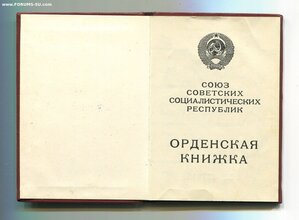 www.FORUMS-SU.com
СОЮЗ
СОВЕТСКИХ
СОЦИАЛИСТИЧЕСКИХ
РЕСПУБЛИК
ОРДЕНСКАЯ
КНИЖКА